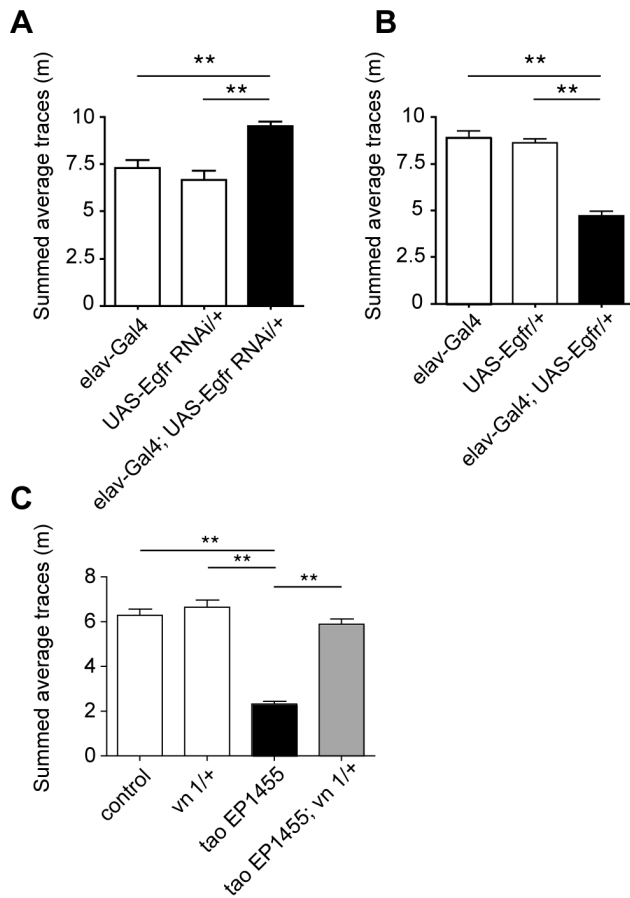 A
Summed average traces (m)
**
**
10
7.5
5
2.5
0
elav-Gal4
UAS-Egfr RNAi/+
elav-Gal4; UAS-Egfr RNAi/+
B
Summed average traces (m)
**
**
10
7.5
5
2.5
0
elav-Gal4
UAS-Egfr/+
elav-Gal4; UAS-Egfr/+
C
Summed average traces (m)
**
**
**
8
6
4
2
0
control
vn 1/+
tao EP1455
tao EP1455; vn 1/+